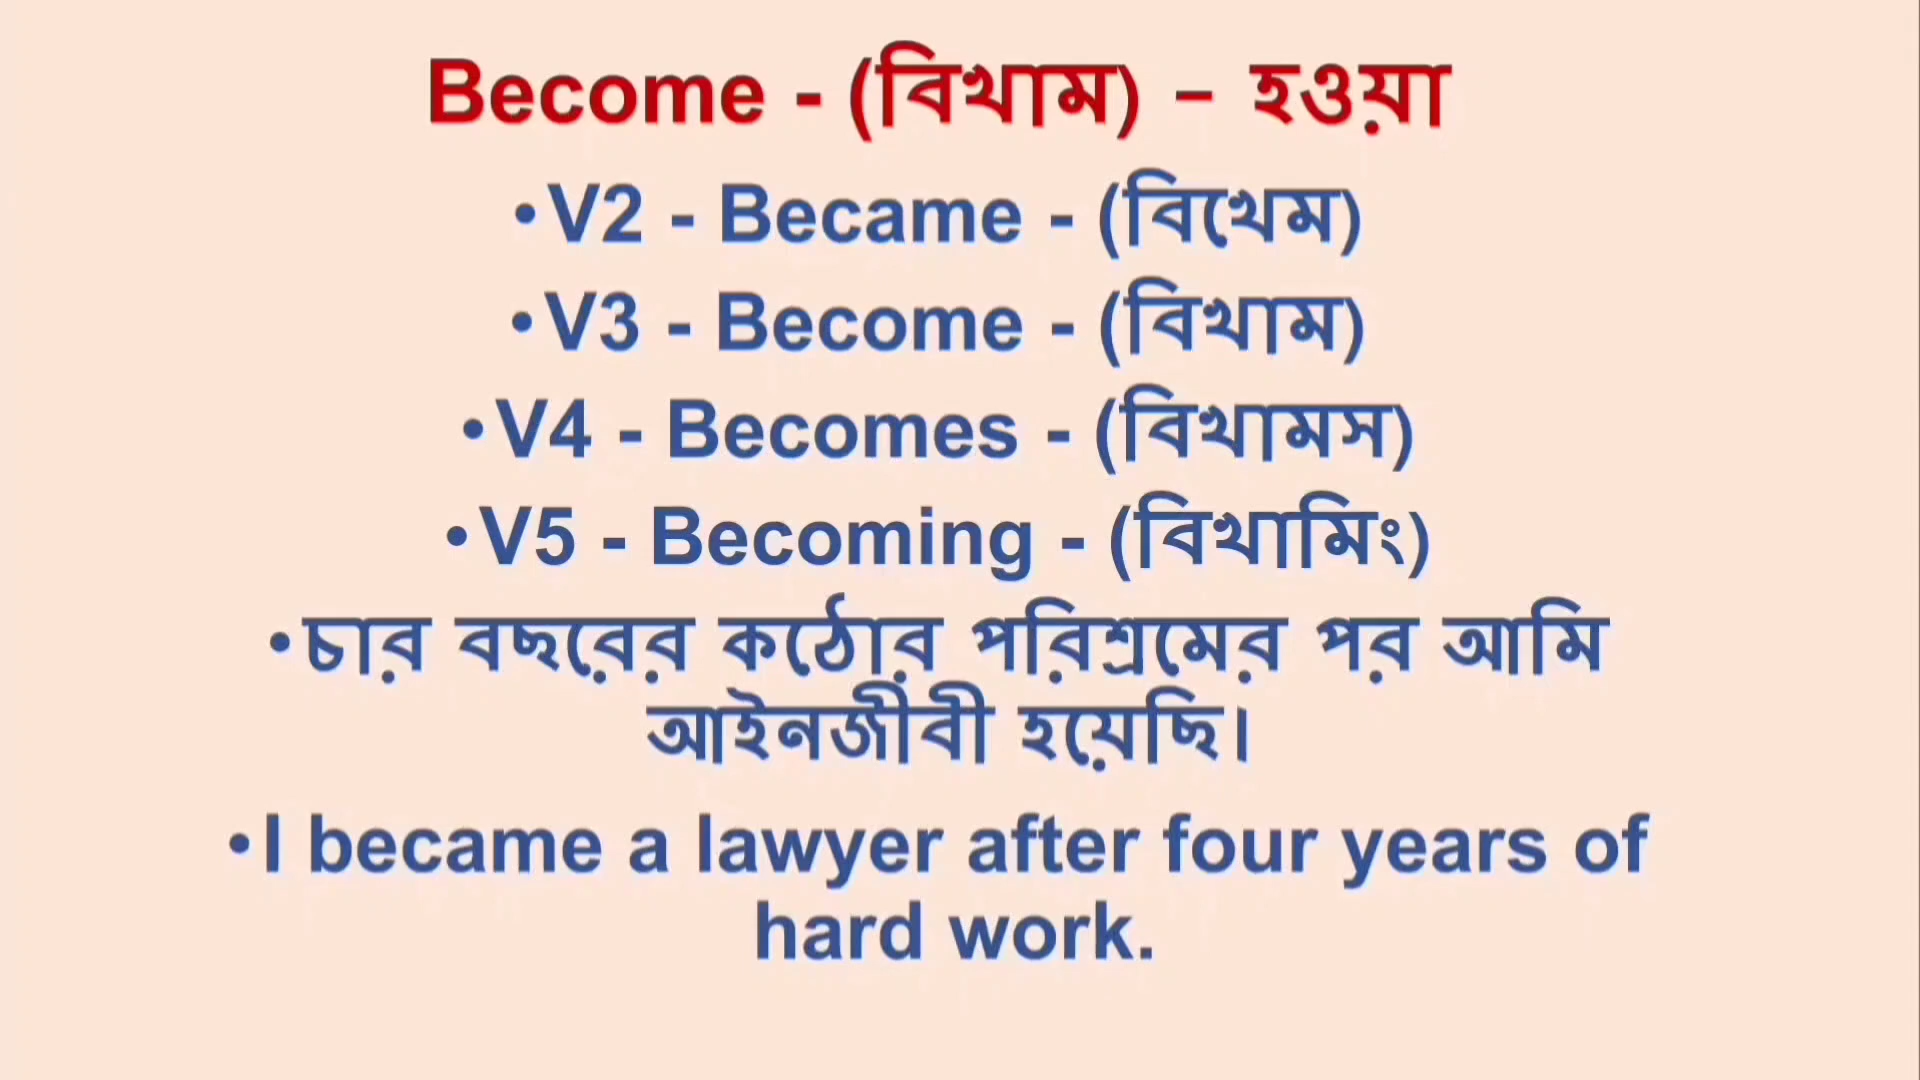 Become - (বিখাম) – হওয়া
•V2 - Became - (বিখেম)
•V3 - Become - (বিখাম)
•V4 - Becomes - (বিখামস)
•V5 - Becoming - (বিখামিং)
•চার বছরের কঠোর পরিশ্রমের পর আমি
আইনজীবী হয়েছি।
•I became a lawyer after four years of
hard work.